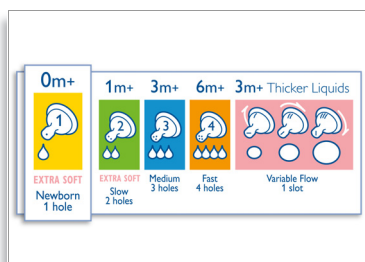 0m+
1m+
3m+
6m+
3m+ Thicker Liquids
1
2
3
4
EXTRA SOFT
Newborn
1 hole
EXTRA SOFT
Slow
2 holes
Medium
3 holes
Fast
4 holes
Variable Flow
1 slot